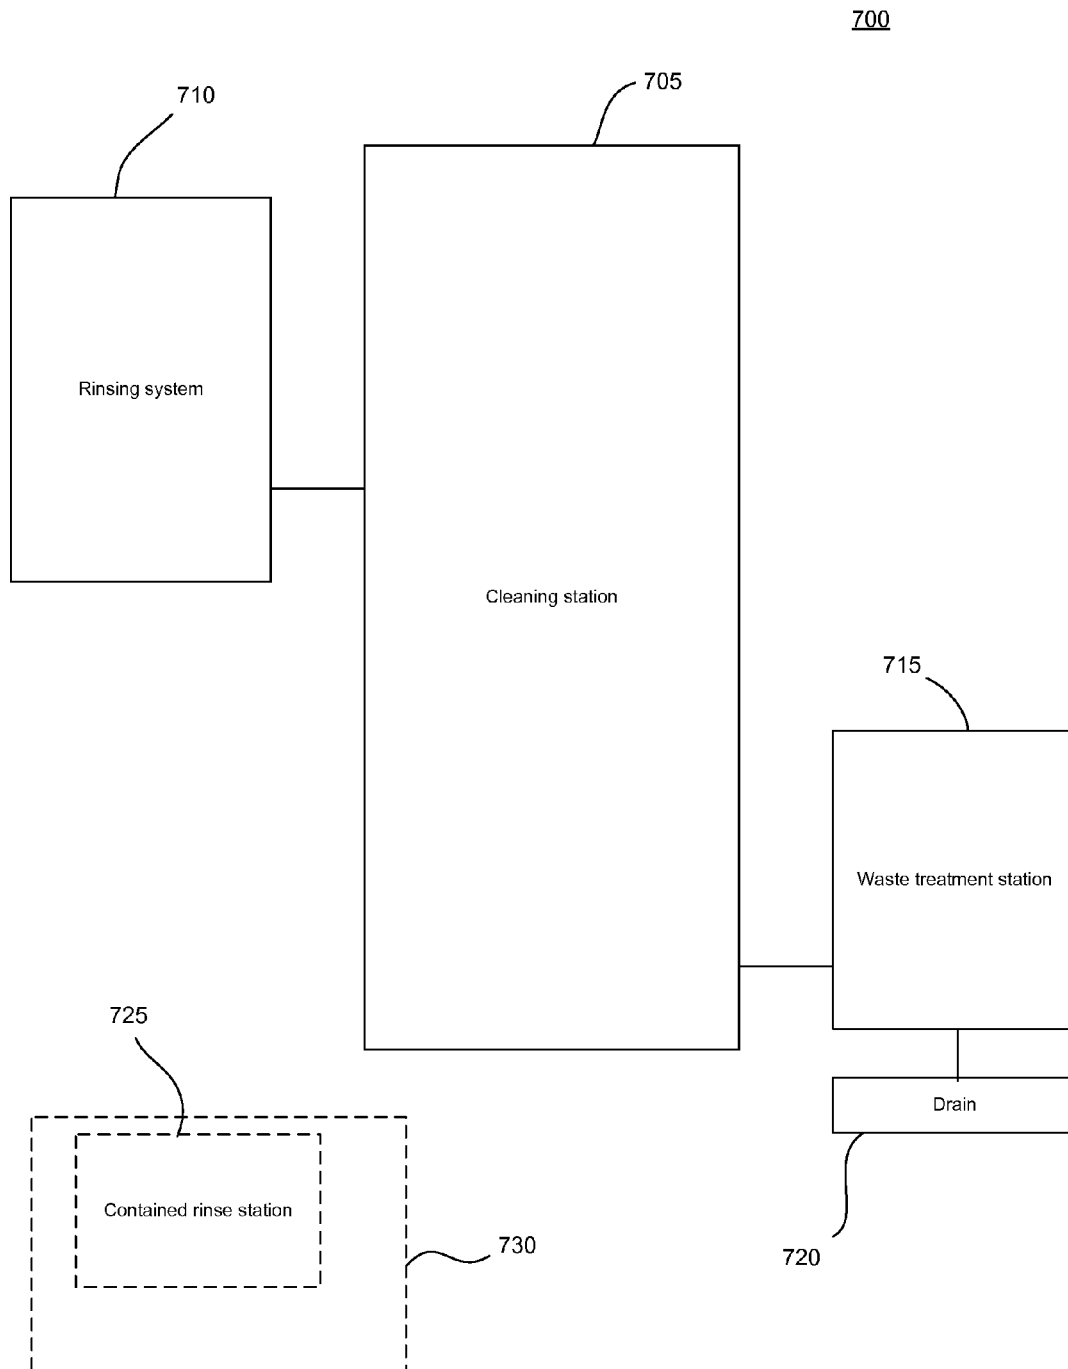 700
705
710
Rinsing system
Cleaning station
715
Waste treatment station
725
Drain
Contained rinse station
730
720